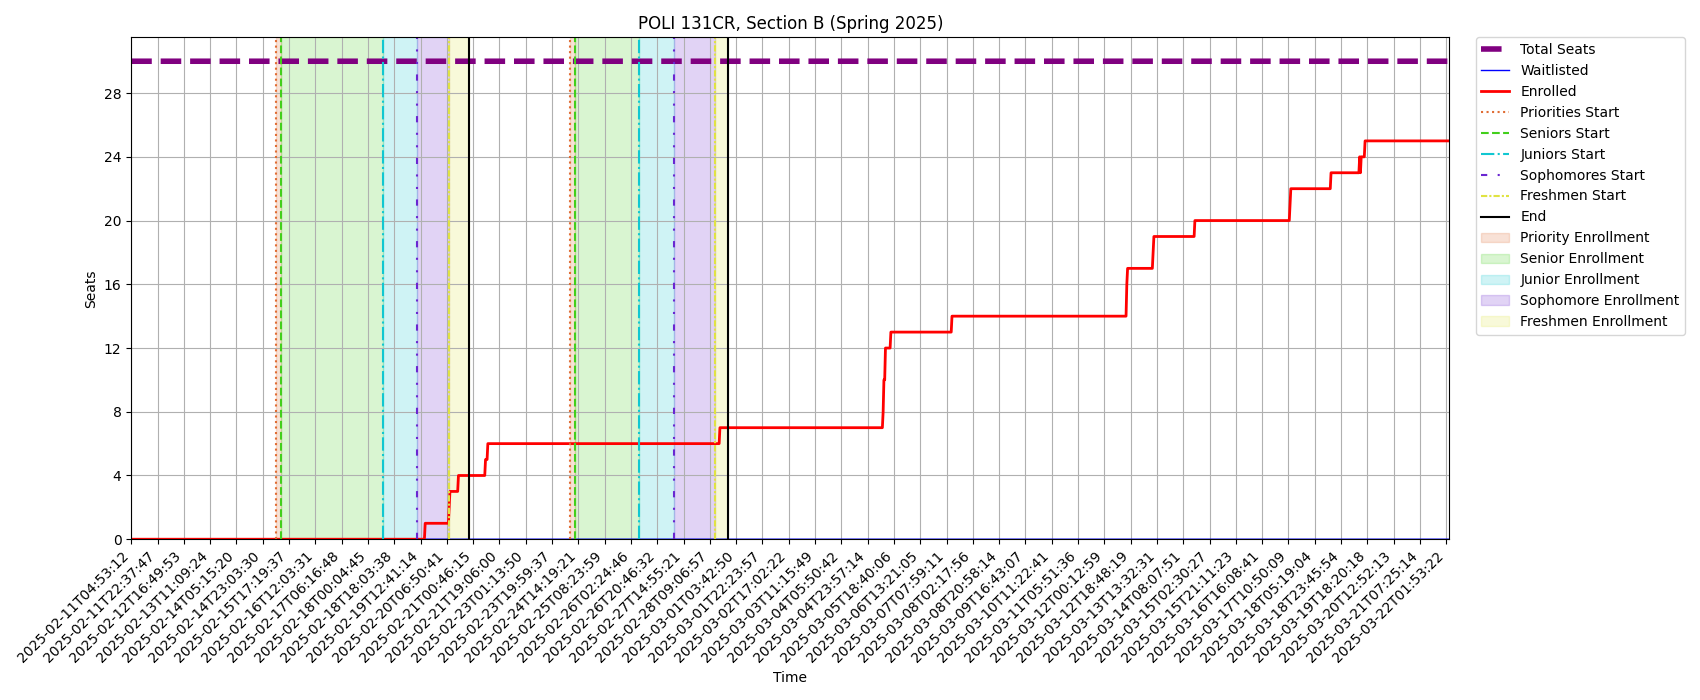 POLI 131CR, Section B (Spring 2025)
Seats
28
24
20
16
12
8
4
0
2025-02-11T04:53:12
2025-02-11T22:37:47
2025-02-12T16:49:53
2025-02-13T11:09:24
2025-02-14T05:15:20
2025-02-14T23:03:30
2025-02-15T17:19:37
2025-02-16T12:03:31
2025-02-17T06:16:48
2025-02-18T00:04:45
2025-02-18T18:03:38
2025-02-19T12:41:14
2025-02-20T06:50:41
2025-02-21T00:46:15
2025-02-21T19:06:00
2025-02-23T01:13:50
2025-02-23T19:59:37
2025-02-24T14:19:21
2025-02-25T08:23:59
2025-02-26T02:24:46
2025-02-26T20:46:32
2025-02-27T14:55:21
2025-02-28T09:06:57
2025-03-01T03:42:50
2025-03-01T22:23:57
2025-03-02T17:02:22
2025-03-03T11:15:49
2025-03-04T05:50:42
2025-03-04T23:57:14
2025-03-05T18:40:06
2025-03-06T13:21:05
2025-03-07T07:59:11
2025-03-08T02:17:56
2025-03-08T20:58:14
2025-03-09T16:43:07
2025-03-10T11:22:41
2025-03-11T05:51:36
2025-03-12T00:12:59
2025-03-12T18:48:19
2025-03-13T13:32:31
2025-03-14T08:07:51
2025-03-15T02:30:27
2025-03-15T21:11:23
2025-03-16T16:08:41
2025-03-17T10:50:09
2025-03-18T05:19:04
2025-03-18T23:45:54
2025-03-19T18:20:18
2025-03-20T12:52:13
2025-03-21T07:25:14
2025-03-22T01:53:22
Time
Total Seats
Waitlisted
Enrolled
Priorities Start
Seniors Start
Juniors Start
Sophomores Start
Freshmen Start
End
Priority Enrollment
Senior Enrollment
Junior Enrollment
Sophomore Enrollment
Freshmen Enrollment